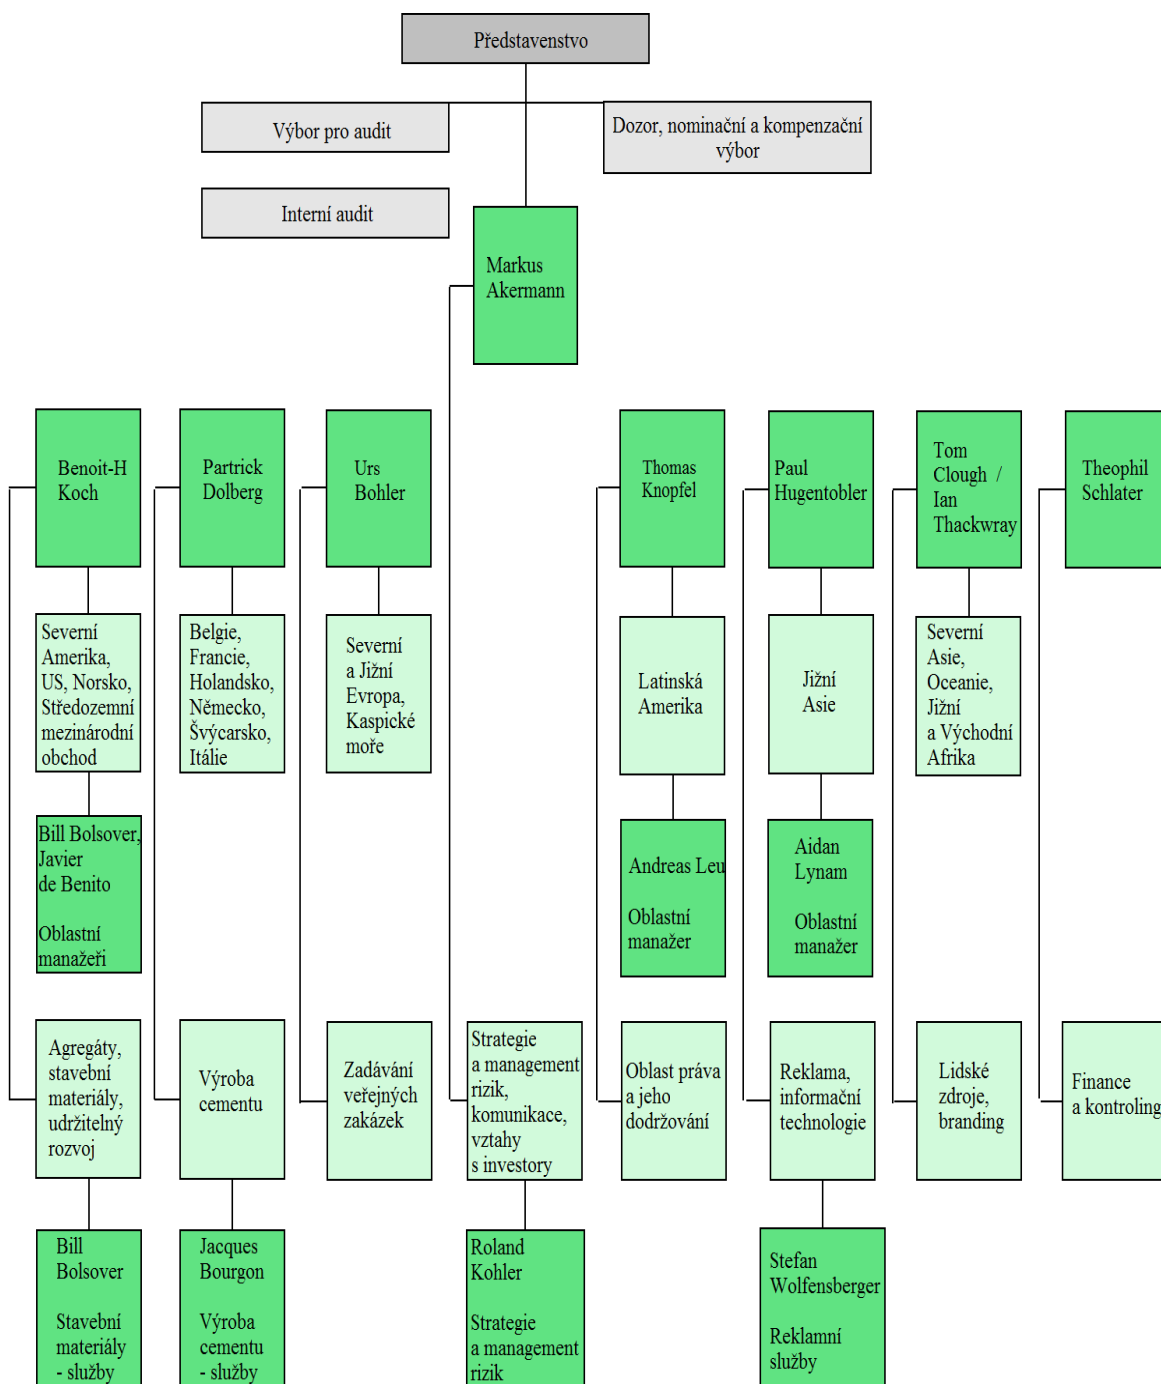 Představenstvo
Výbor pro audit
Dozor, nominační a kompenzační
výbor
Interní audit
Markus
Akermann
Benoit-H
Koch
Partrick
Dolberg
Urs
Bohler
Thomas
Knopfel
Paul
Hugentobler
Tom
Clough /
Ian
Thackwray
Theophil
Schlater
Severní
Amerika,
US, Norsko,
Středozemní
mezinárodní
obchod
Belgie,
Francie,
Holandsko,
Německo,
Švýcarsko,
Itálie
Severní
a Jižní
Evropa,
Kaspické
moře
Latinská
Amerika
Jižní
Asie
Severní
Asie,
Oceanie,
Jižní
a Východní
Afrika
Bill Bolsover,
Javier
de Benito
Oblastní
manažeři
Andreas Leu
Oblastní
manažer
Aidan
Lynam
Oblastní
manažer
Agregáty,
stavební
materiály,
udržitelný
rozvoj
Výroba
cementu
Zadávání
veřejných
zakázek
Strategie
a management
rizik,
komunikace,
vztahy
s investory
Oblast práva
a jeho
dodržování
Reklama,
informační
technologie
Lidské
zdroje,
branding
Finance
a kontroling
Bill
Bolsover
Stavební
materiály
- služby
Jacques
Bourgon
Výroba
cementu
- služby
Roland
Kohler
Strategie
a management
rizik
Stefan
Wolfensberger
Reklamní
služby